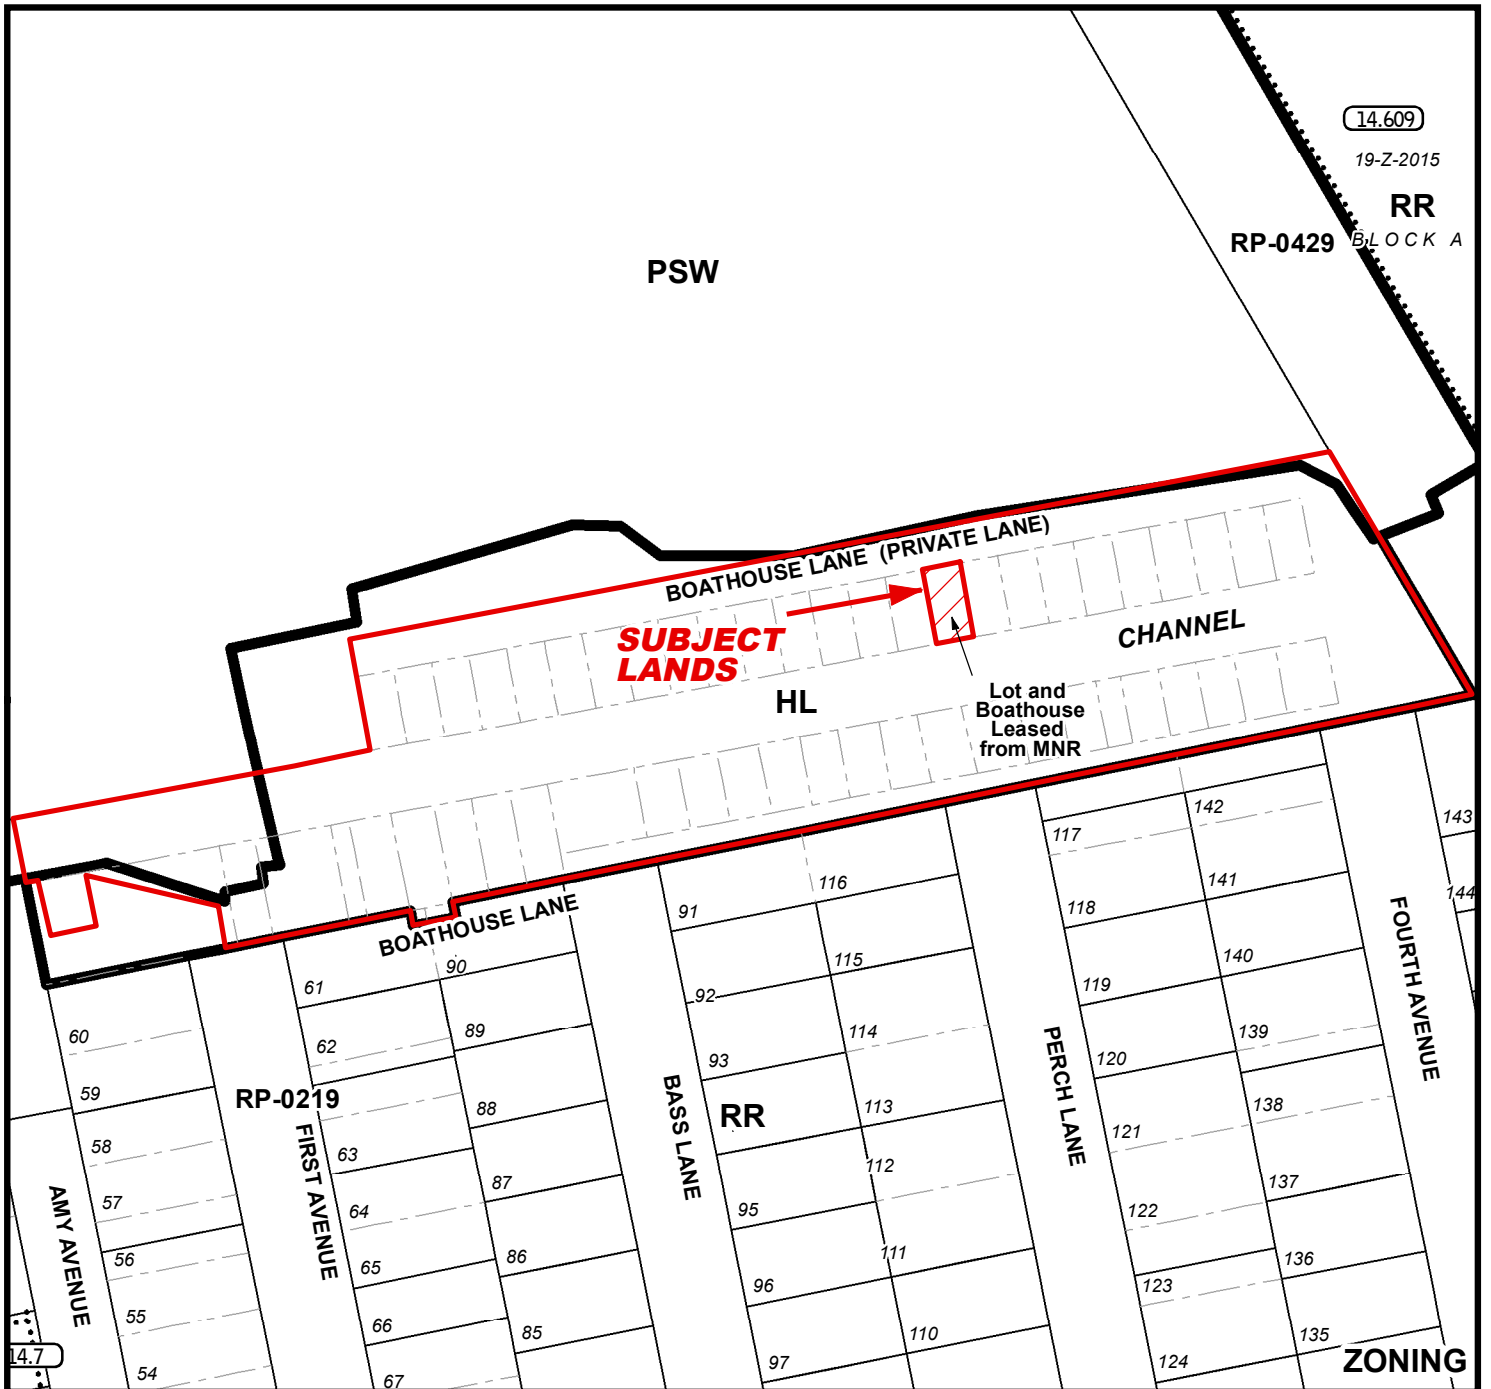 14.609
19-Z-2015
RR
RP-0429
BLOCK A
PSW
BOATHOUSE LANE (PRIVATE LANE)
SUBJECT
LANDS
CHANNEL
HL
Lot and
Boathouse
Leased
from MNR
BOATHOUSE LANE
142
143
117
116
141
144
91
118
90
115
140
61
119
92
89
114
139
60
62
120
93
59
RP-0219
88
113
138
RR
58
63
121
112
57
87
137
64
95
122
56
86
111
136
65
96
123
55
66
85
110
135
14.7
54
67
97
124
AMY AVENUE
FIRST AVENUE
BASS LANE
PERCH LANE
FOURTH AVENUE
ZONING